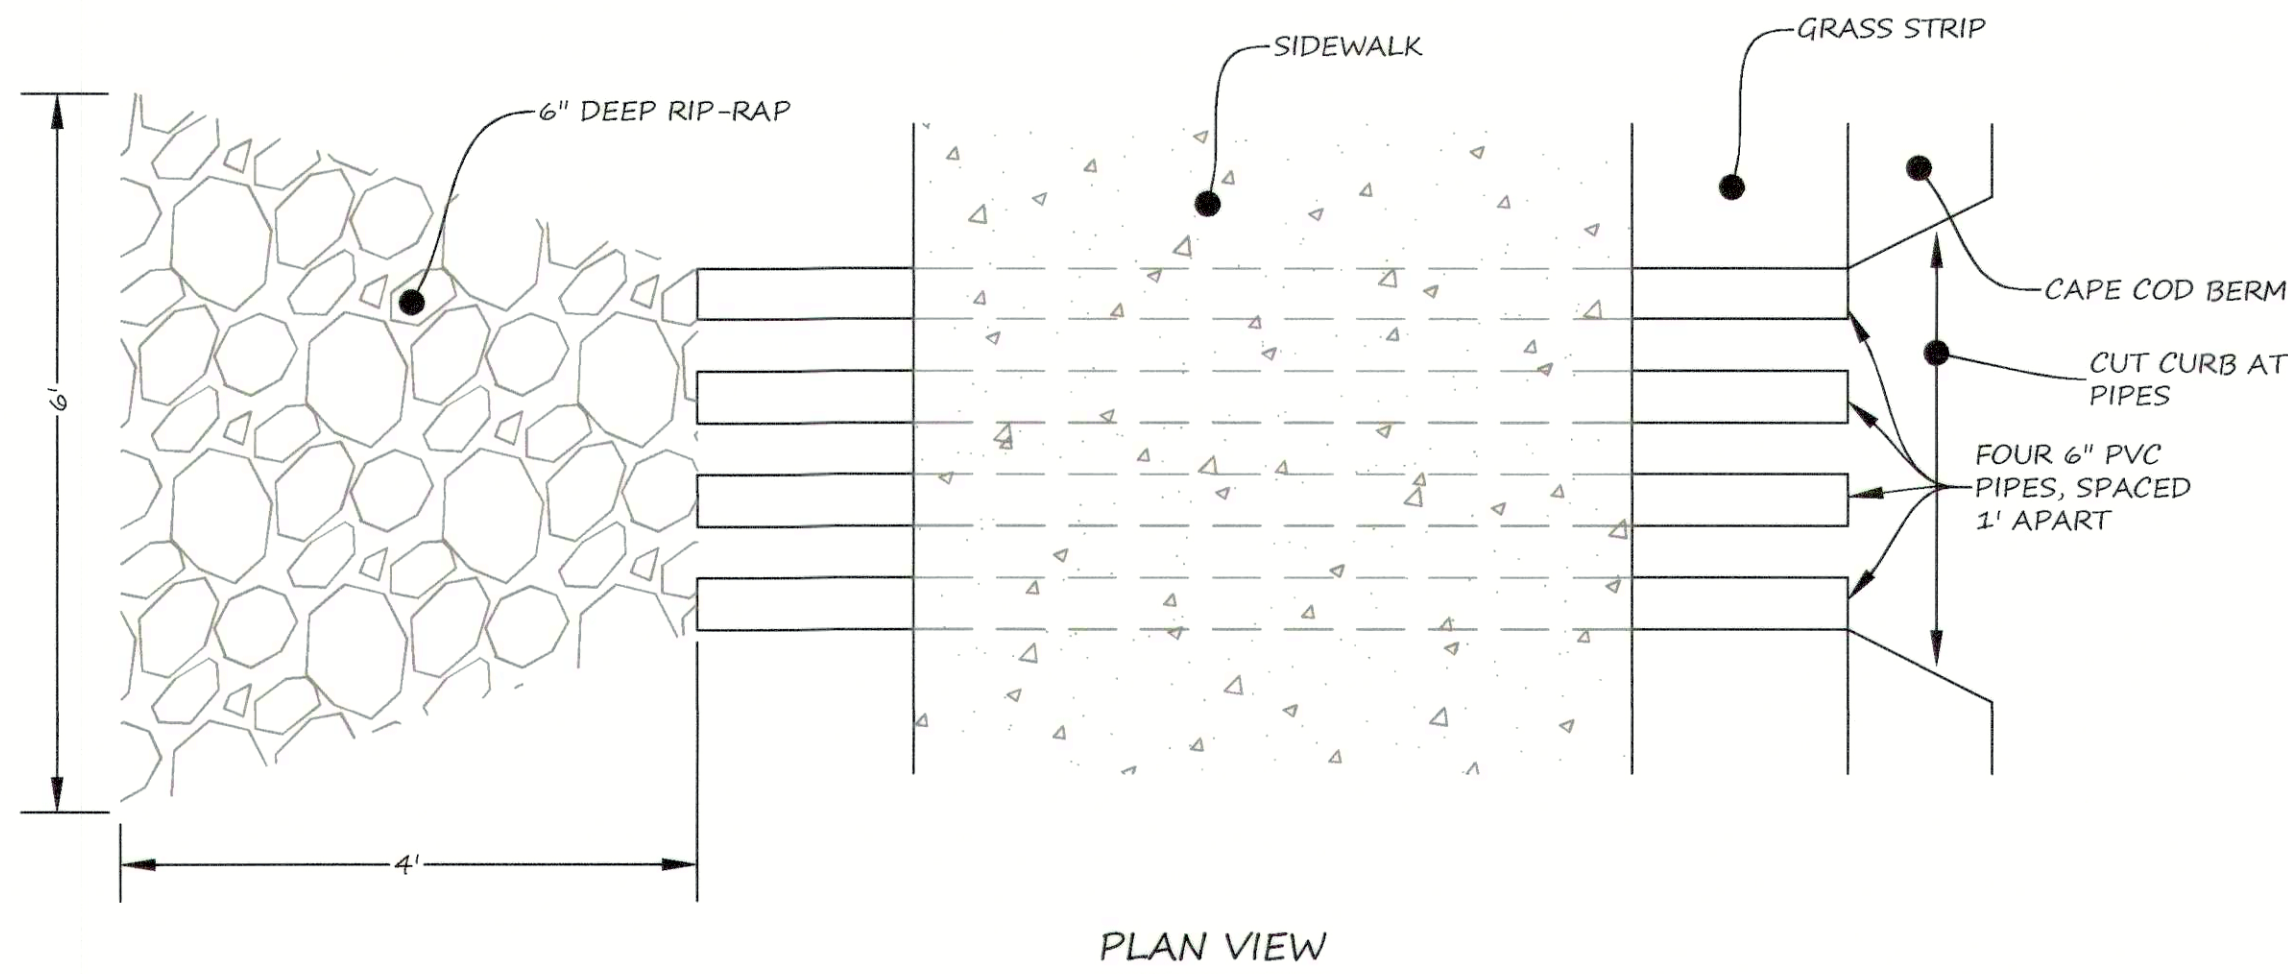 GRASS STRIP
SIDEWALK
6" DEEP RIP-RAP
CAPE COD BERM
CUT CURB AT
PIPES
6'
FOUR 6" PVC
PIPES, SPACED
1' APART
4'
PLAN VIEW